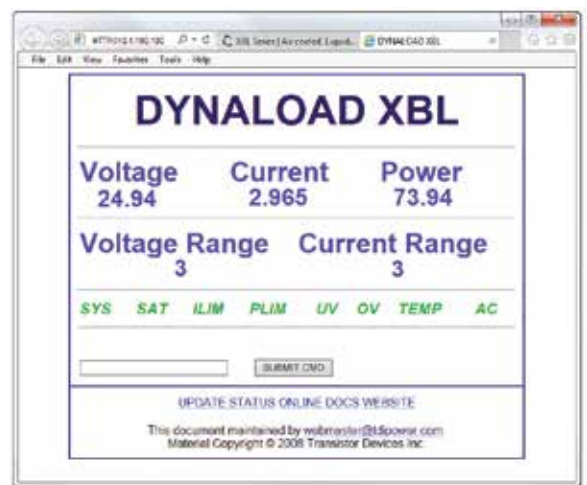 DYNALOAD XBL
File Edit View Favorites Tools Help
DYNALOAD XBL
Voltage Current Power
24.94 2.965 73.94
Voltage Range Current Range
3 3
SYS SAT ILIM PLIM UV OV TEMP AC
SUBMIT CMD
UPDATE STATUS ONLINE DOCS WEBSITE
This document maintained by webmaster@tdipower.com
Material Copyright © 2008 Transistor Devices Inc.